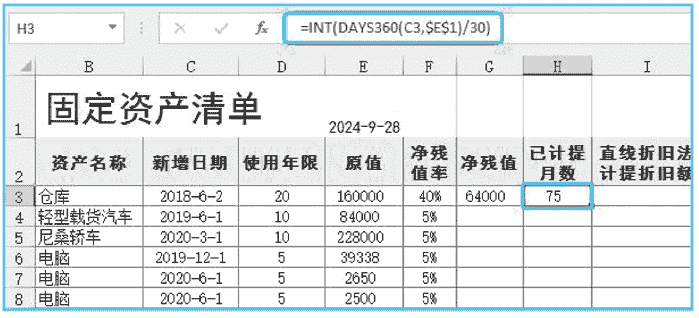 H3 =INT(DAYS360(C3,$E$1)/30)
B C D E F G H I
1 固定资产清单 2024-9-28
2 资产名称 新增日期 使用年限 原值 净残值率 净残值 已计提月数 直线折旧法计提折旧额
3 仓库 2018-6-2 20 160000 40% 64000 75
4 轻型载货汽车 2019-6-1 10 84000 5%
5 尼桑轿车 2020-3-1 10 228000 5%
6 电脑 2019-12-1 5 39338 5%
7 电脑 2020-6-1 5 2650 5%
8 电脑 2020-6-1 5 2500 5%